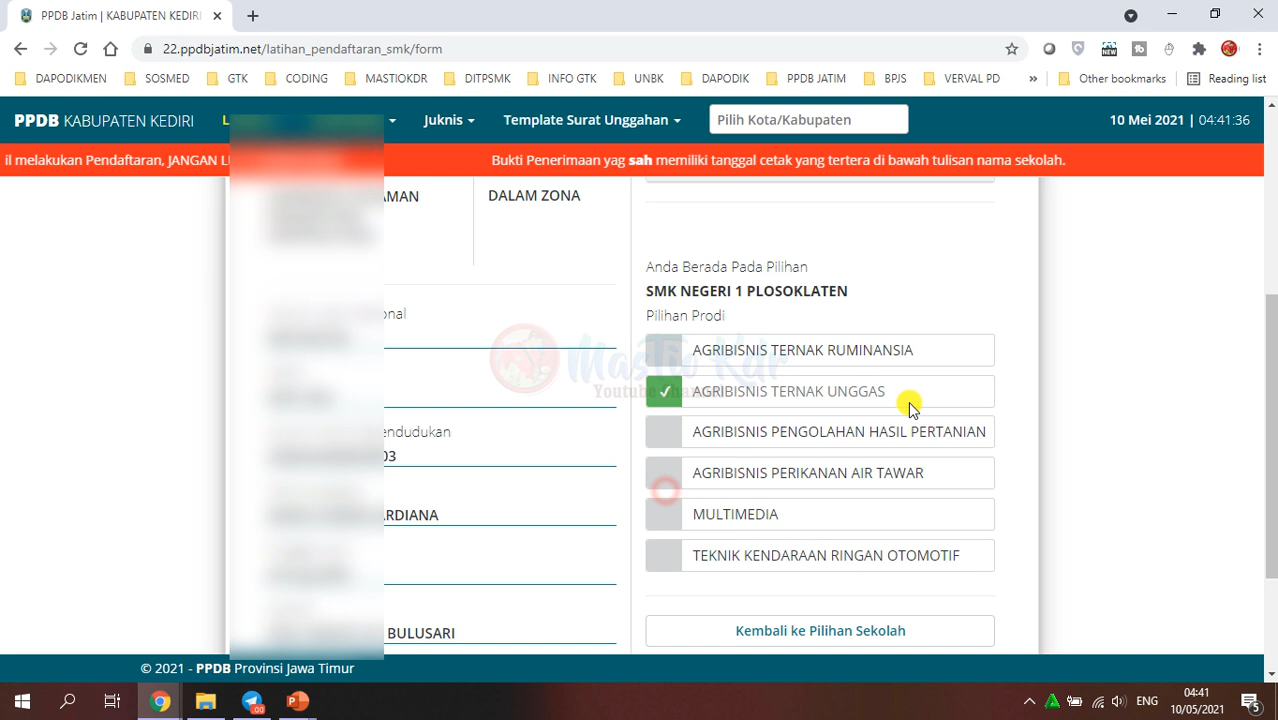 PPDB Jatim | KABUPATEN KEDIRI
22.ppdbjatim.net/latihan_pendaftaran_smk/form
DAPODIKMEN SOSMED GTK CODING MASTIOKDR DITPSMK INFO GTK UNBK DAPODIK PPDB JATIM BPJS VERVAL PD » Other bookmarks Reading list
PPDB KABUPATEN KEDIRI Juknis Template Surat Unggahan Pilih Kota/Kabupaten 10 Mei 2021 | 04:41:36
il melakukan Pendaftaran, JANGAN Bukti Penerimaan yag sah memiliki tanggal cetak yang tertera di bawah tulisan nama sekolah.
AMAN DALAM ZONA
onal
endudukan
03
ARDIANA
BULUSARI
Anda Berada Pada Pilihan
SMK NEGERI 1 PLOSOKLATEN
Pilihan Prodi
AGRIBISNIS TERNAK RUMINANSIA
AGRIBISNIS TERNAK UNGGAS
AGRIBISNIS PENGOLAHAN HASIL PERTANIAN
AGRIBISNIS PERIKANAN AIR TAWAR
MULTIMEDIA
TEKNIK KENDARAAN RINGAN OTOMOTIF
Kembali ke Pilihan Sekolah
Kdr
Youtube
© 2021 - PPDB Provinsi Jawa Timur
ENG
04:41
10/05/2021
5